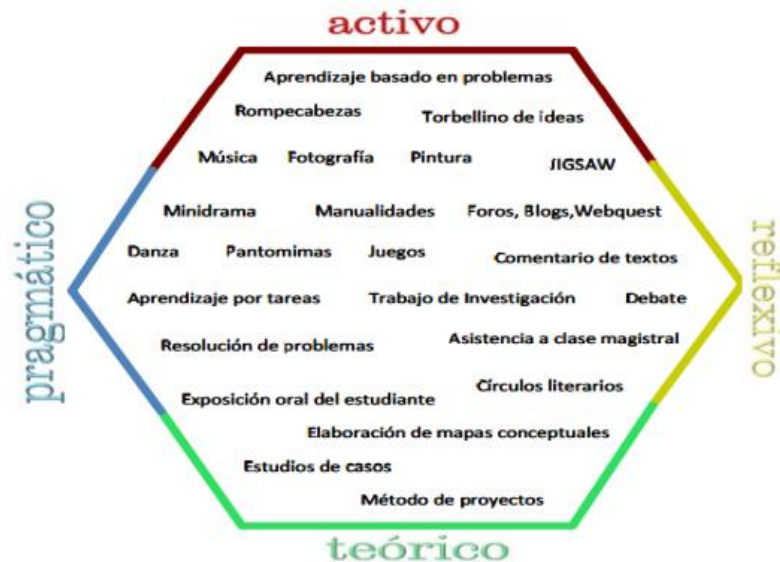 activo
Aprendizaje basado en problemas
Rompecabezas
Torbellino de ideas
Música Fotografía Pintura JIGSAW
Minidrama Manualidades Foros, Blogs,Webquest
Danza Pantomimas Juegos Comentario de textos
Aprendizaje por tareas Trabajo de Investigación Debate
Resolución de problemas Asistencia a clase magistral
Exposición oral del estudiante Círculos literarios
Elaboración de mapas conceptuales
Estudios de casos
Método de proyectos
teórico
pragmático
reflexivo